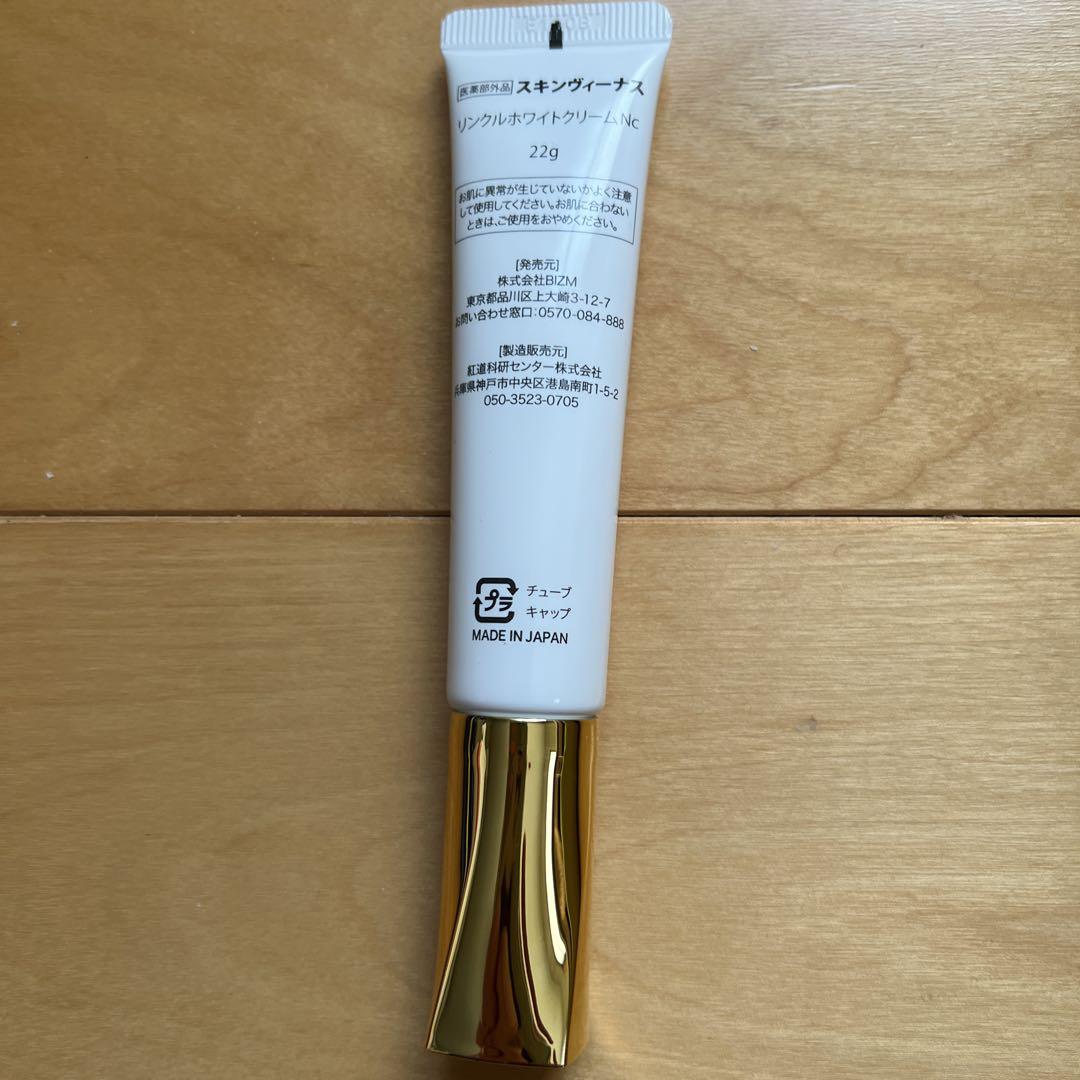 医薬部外品 スキンヴィーナス
リンクルホワイトクリームNc
22g
お肌に異常が生じていないかよく注意
して使用してください。お肌に合わない
ときは、ご使用をおやめください。
[発売元]
株式会社BIZM
東京都品川区上大崎3-12-7
お問い合わせ窓口:0570-084-888
[製造販売元]
紅道科研センター株式会社
兵庫県神戸市中央区港島南町1-5-2
050-3523-0705
プラ チューブ
キャップ
MADE IN JAPAN